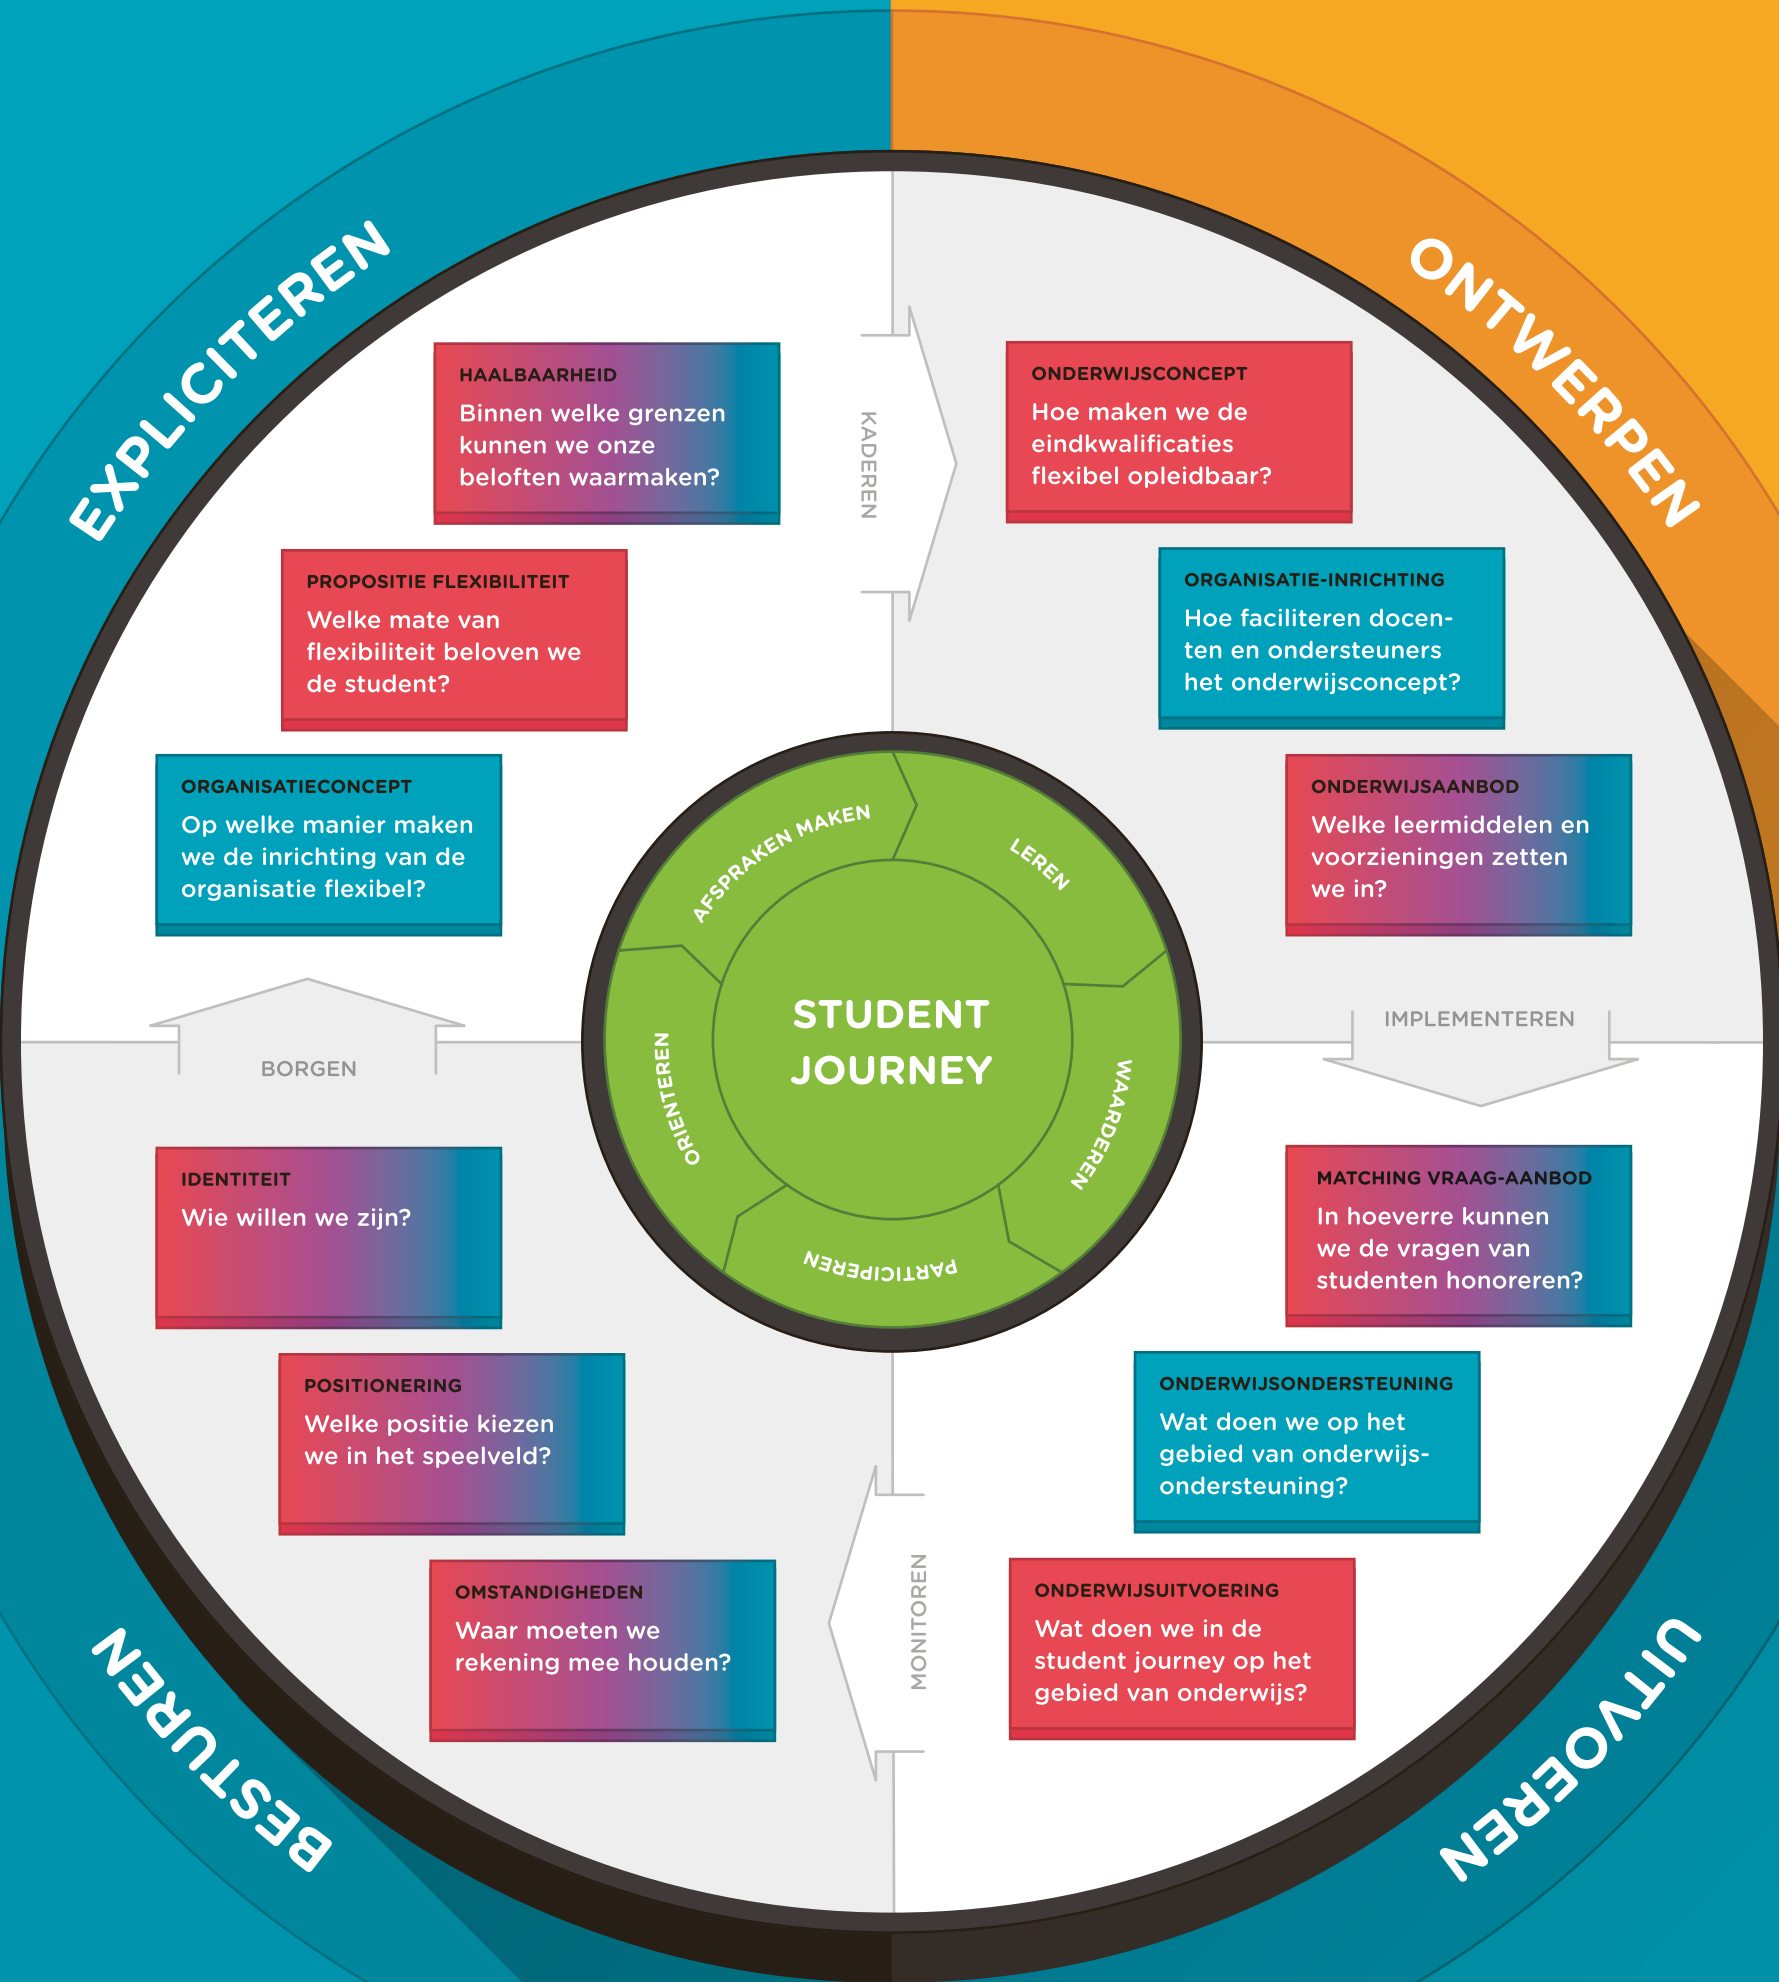 EXPLICITEREN
ONTWERPEN
HAALBAARHEID
Binnen welke grenzen
kunnen we onze
beloften waarmaken?
PROPOSITIE FLEXIBILITEIT
Welke mate van
flexibiliteit beloven we
de student?
ORGANISATIECONCEPT
Op welke manier maken
we de inrichting van de
organisatie flexibel?
KADEREN
ONDERWIJSCONCEPT
Hoe maken we de
eindkwalificaties
flexibel opleidbaar?
ORGANISATIE-INRICHTING
Hoe faciliteren docen-
ten en ondersteuners
het onderwijsconcept?
ONDERWIJSAANBOD
Welke leermiddelen en
voorzieningen zetten
we in?
AFSPRAKEN MAKEN
LEREN
WAARDEREN
PARTICIPEREN
ORIENTEREN
STUDENT
JOURNEY
BORGEN
IMPLEMENTEREN
IDENTITEIT
Wie willen we zijn?
POSITIONERING
Welke positie kiezen
we in het speelveld?
OMSTANDIGHEDEN
Waar moeten we
rekening mee houden?
MONITOREN
MATCHING VRAAG-AANBOD
In hoeverre kunnen
we de vragen van
studenten honoreren?
ONDERWIJSONDERSTEUNING
Wat doen we op het
gebied van onderwijs-
ondersteuning?
ONDERWIJSUITVOERING
Wat doen we in de
student journey op het
gebied van onderwijs?
BESTUREN
UITVOEREN